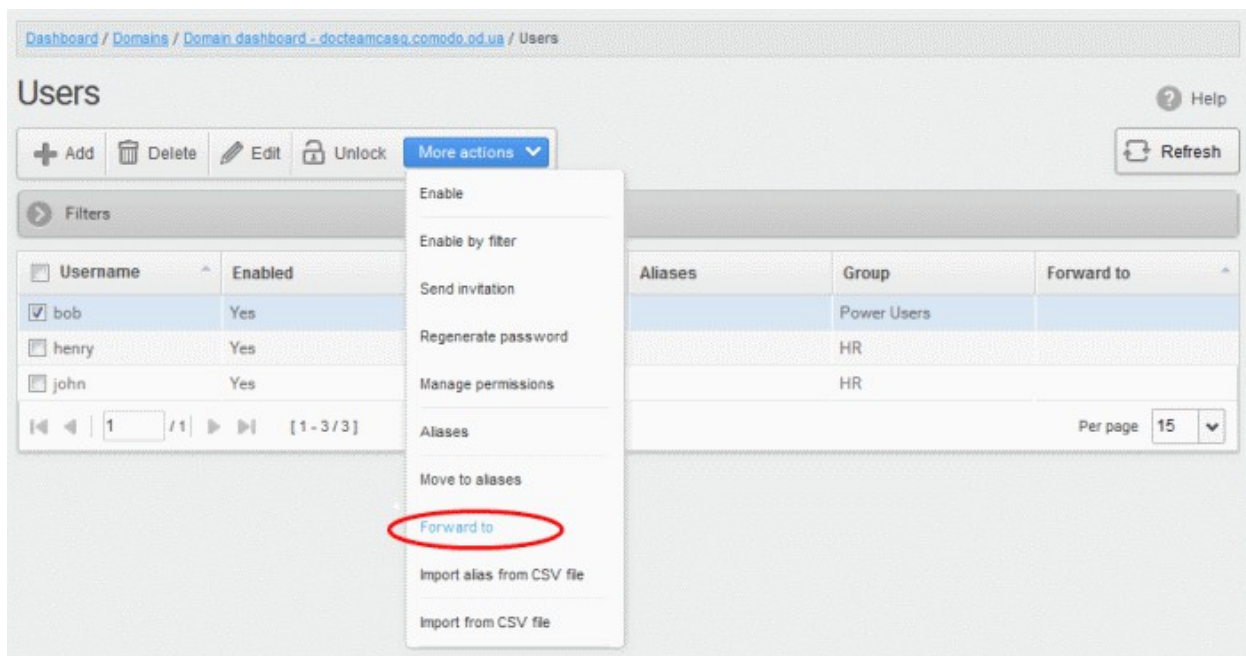 Dashboard / Domains / Domain dashboard - docteamcasg.comodo.od.ua / Users
Users
Help
Add Delete Edit Unlock More actions
Refresh
Enable
Filters
Enable by filter
Username Enabled Aliases Group Forward to
Send invitation
bob Yes Power Users
Regenerate password
henry Yes HR
john Yes Manage permissions HR
1 /1 [1-3/3] Aliases Per page 15
Move to aliases
Forward to
Import alias from CSV file
Import from CSV file